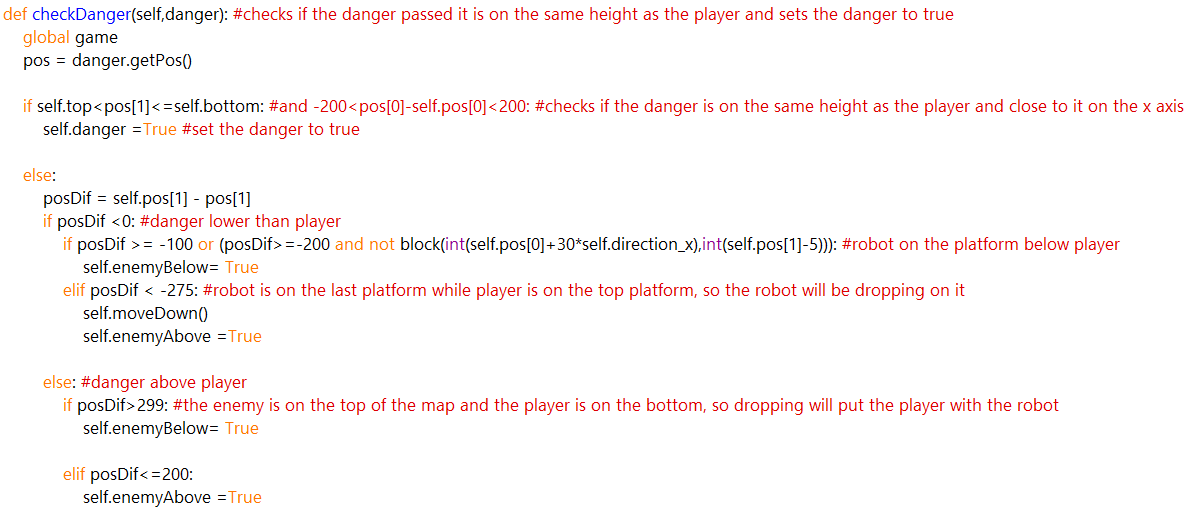 def checkDanger(self,danger): #checks if the danger passed it is on the same height as the player and sets the danger to true
global game
pos = danger.getPos()
if self.top<pos[1]<=self.bottom: #and -200<pos[0]-self.pos[0]<200: #checks if the danger is on the same height as the player and close to it on the x axis
self.danger =True #set the danger to true
else:
posDif = self.pos[1] - pos[1]
if posDif <0: #danger lower than player
if posDif >= -100 or (posDif>=-200 and not block(int(self.pos[0]+30*self.direction_x),int(self.pos[1]-5))): #robot on the platform below player
self.enemyBelow= True
elif posDif < -275: #robot is on the last platform while player is on the top platform, so the robot will be dropping on it
self.moveDown()
self.enemyAbove =True
else: #danger above player
if posDif>299: #the enemy is on the top of the map and the player is on the bottom, so dropping will put the player with the robot
self.enemyBelow= True
elif posDif<=200:
self.enemyAbove =True